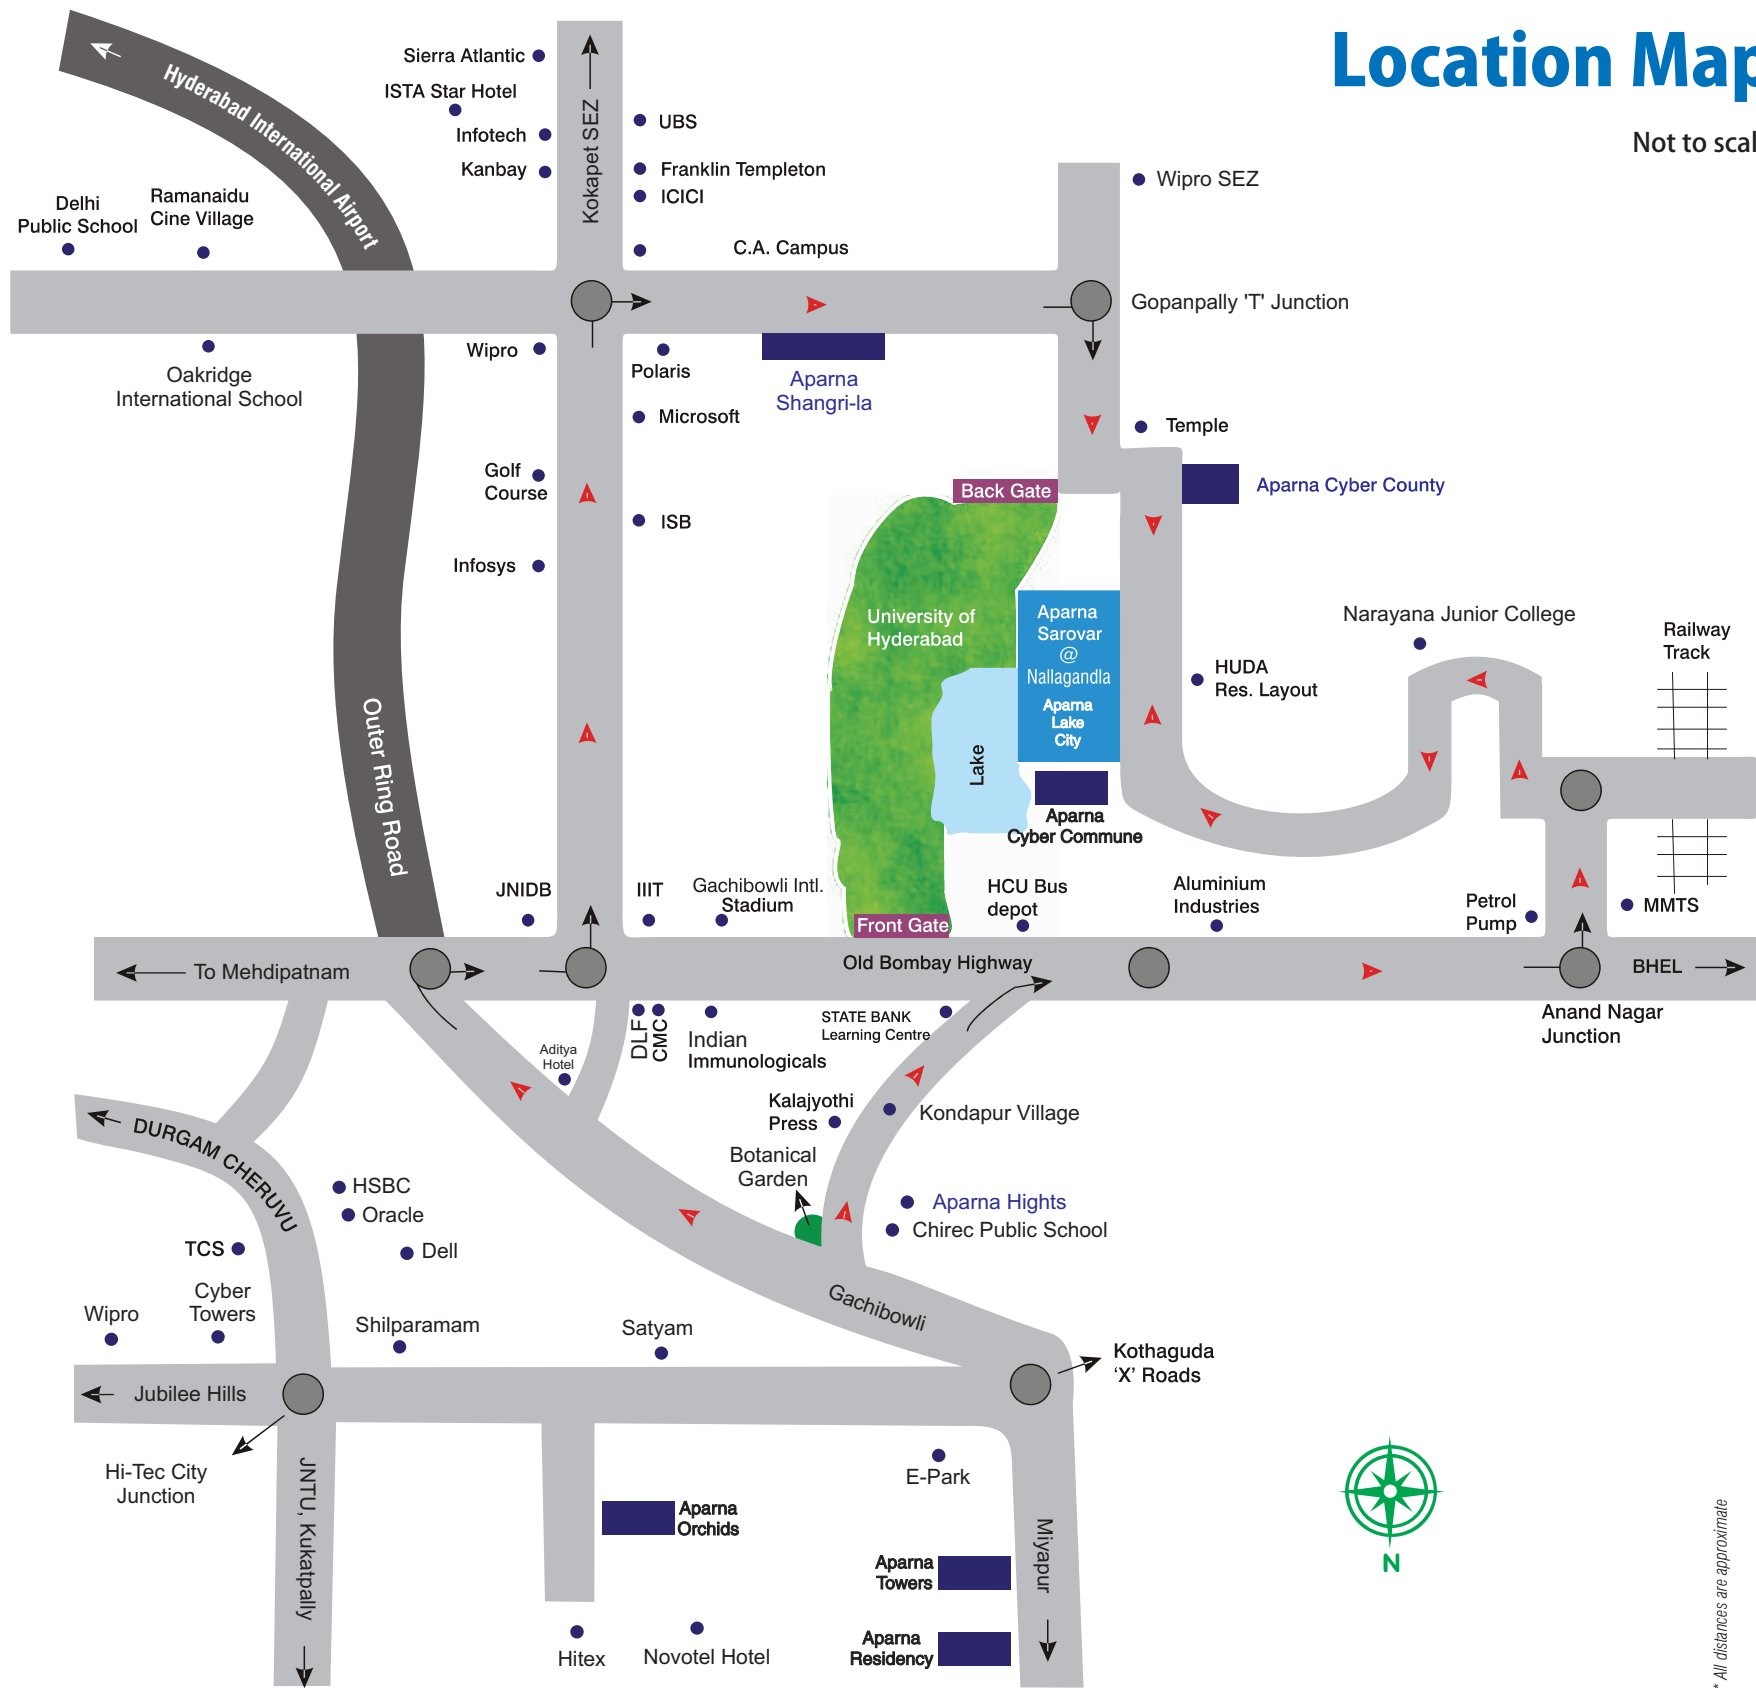 Location Map
Not to scal
Hyderabad International Airport
Sierra Atlantic
ISTA Star Hotel
Infotech
Kanbay
Kokapet SEZ
UBS
Franklin Templeton
ICICI
C.A. Campus
Wipro SEZ
Delhi
Public School
Ramanaidu
Cine Village
Gopanpally 'T' Junction
Oakridge
International School
Wipro
Polaris
Aparna
Shangri-la
Microsoft
Temple
Golf
Course
ISB
Infosys
Back Gate
Aparna Cyber County
University of
Hyderabad
Aparna
Sarovar
@
Nallagandla
Aparna
Lake
City
Narayana Junior College
Railway
Track
HUDA
Res. Layout
Outer Ring Road
Lake
Aparna
Cyber Commune
JNIDB
IIIT
Gachibowli Intl.
Stadium
Front Gate
HCU Bus
depot
Aluminium
Industries
Petrol
Pump
MMTS
To Mehdipatnam
Old Bombay Highway
BHEL
Anand Nagar
Junction
DLF
CMC
Indian
Immunologicals
STATE BANK
Learning Centre
Aditya
Hotel
Kalajyothi
Press
Kondapur Village
DURGAM CHERUVU
Botanical
Garden
HSBC
Oracle
Dell
Aparna Hights
Chirec Public School
TCS
Cyber
Towers
Wipro
Shilparamam
Satyam
Gachibowli
Kothaguda
‘X’ Roads
Jubilee Hills
Hi-Tec City
Junction
JNTU, Kukatpally
E-Park
Aparna
Orchids
Aparna
Towers
Miyapur
Aparna
Residency
Hitex
Novotel Hotel
N
* All distances are approximate